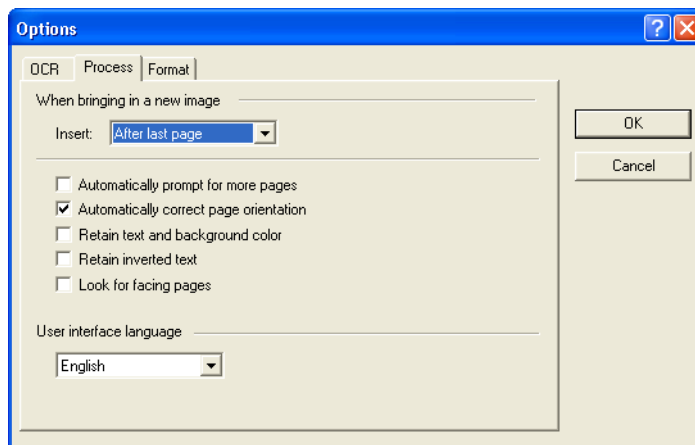 Options
OCR Process Format
When bringing in a new image
Insert: After last page
OK
Cancel
Automatically prompt for more pages
Automatically correct page orientation
Retain text and background color
Retain inverted text
Look for facing pages
User interface language
English